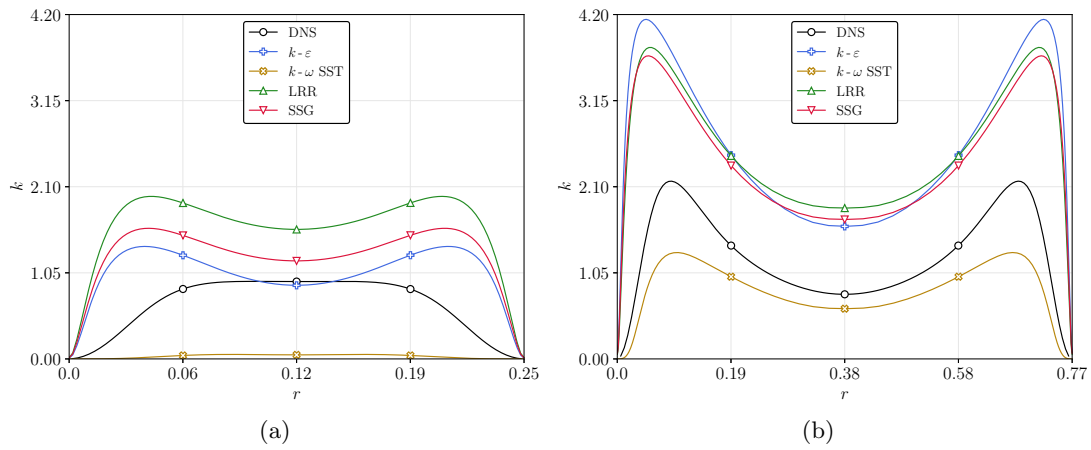 4.20
3.15
2.10
1.05
0.00
k
DNS
k - ε
k - ω SST
LRR
SSG
0.0 0.06 0.12 0.19 0.25
r
(a)
4.20
3.15
2.10
1.05
0.00
k
DNS
k - ε
k - ω SST
LRR
SSG
0.0 0.19 0.38 0.58 0.77
r
(b)